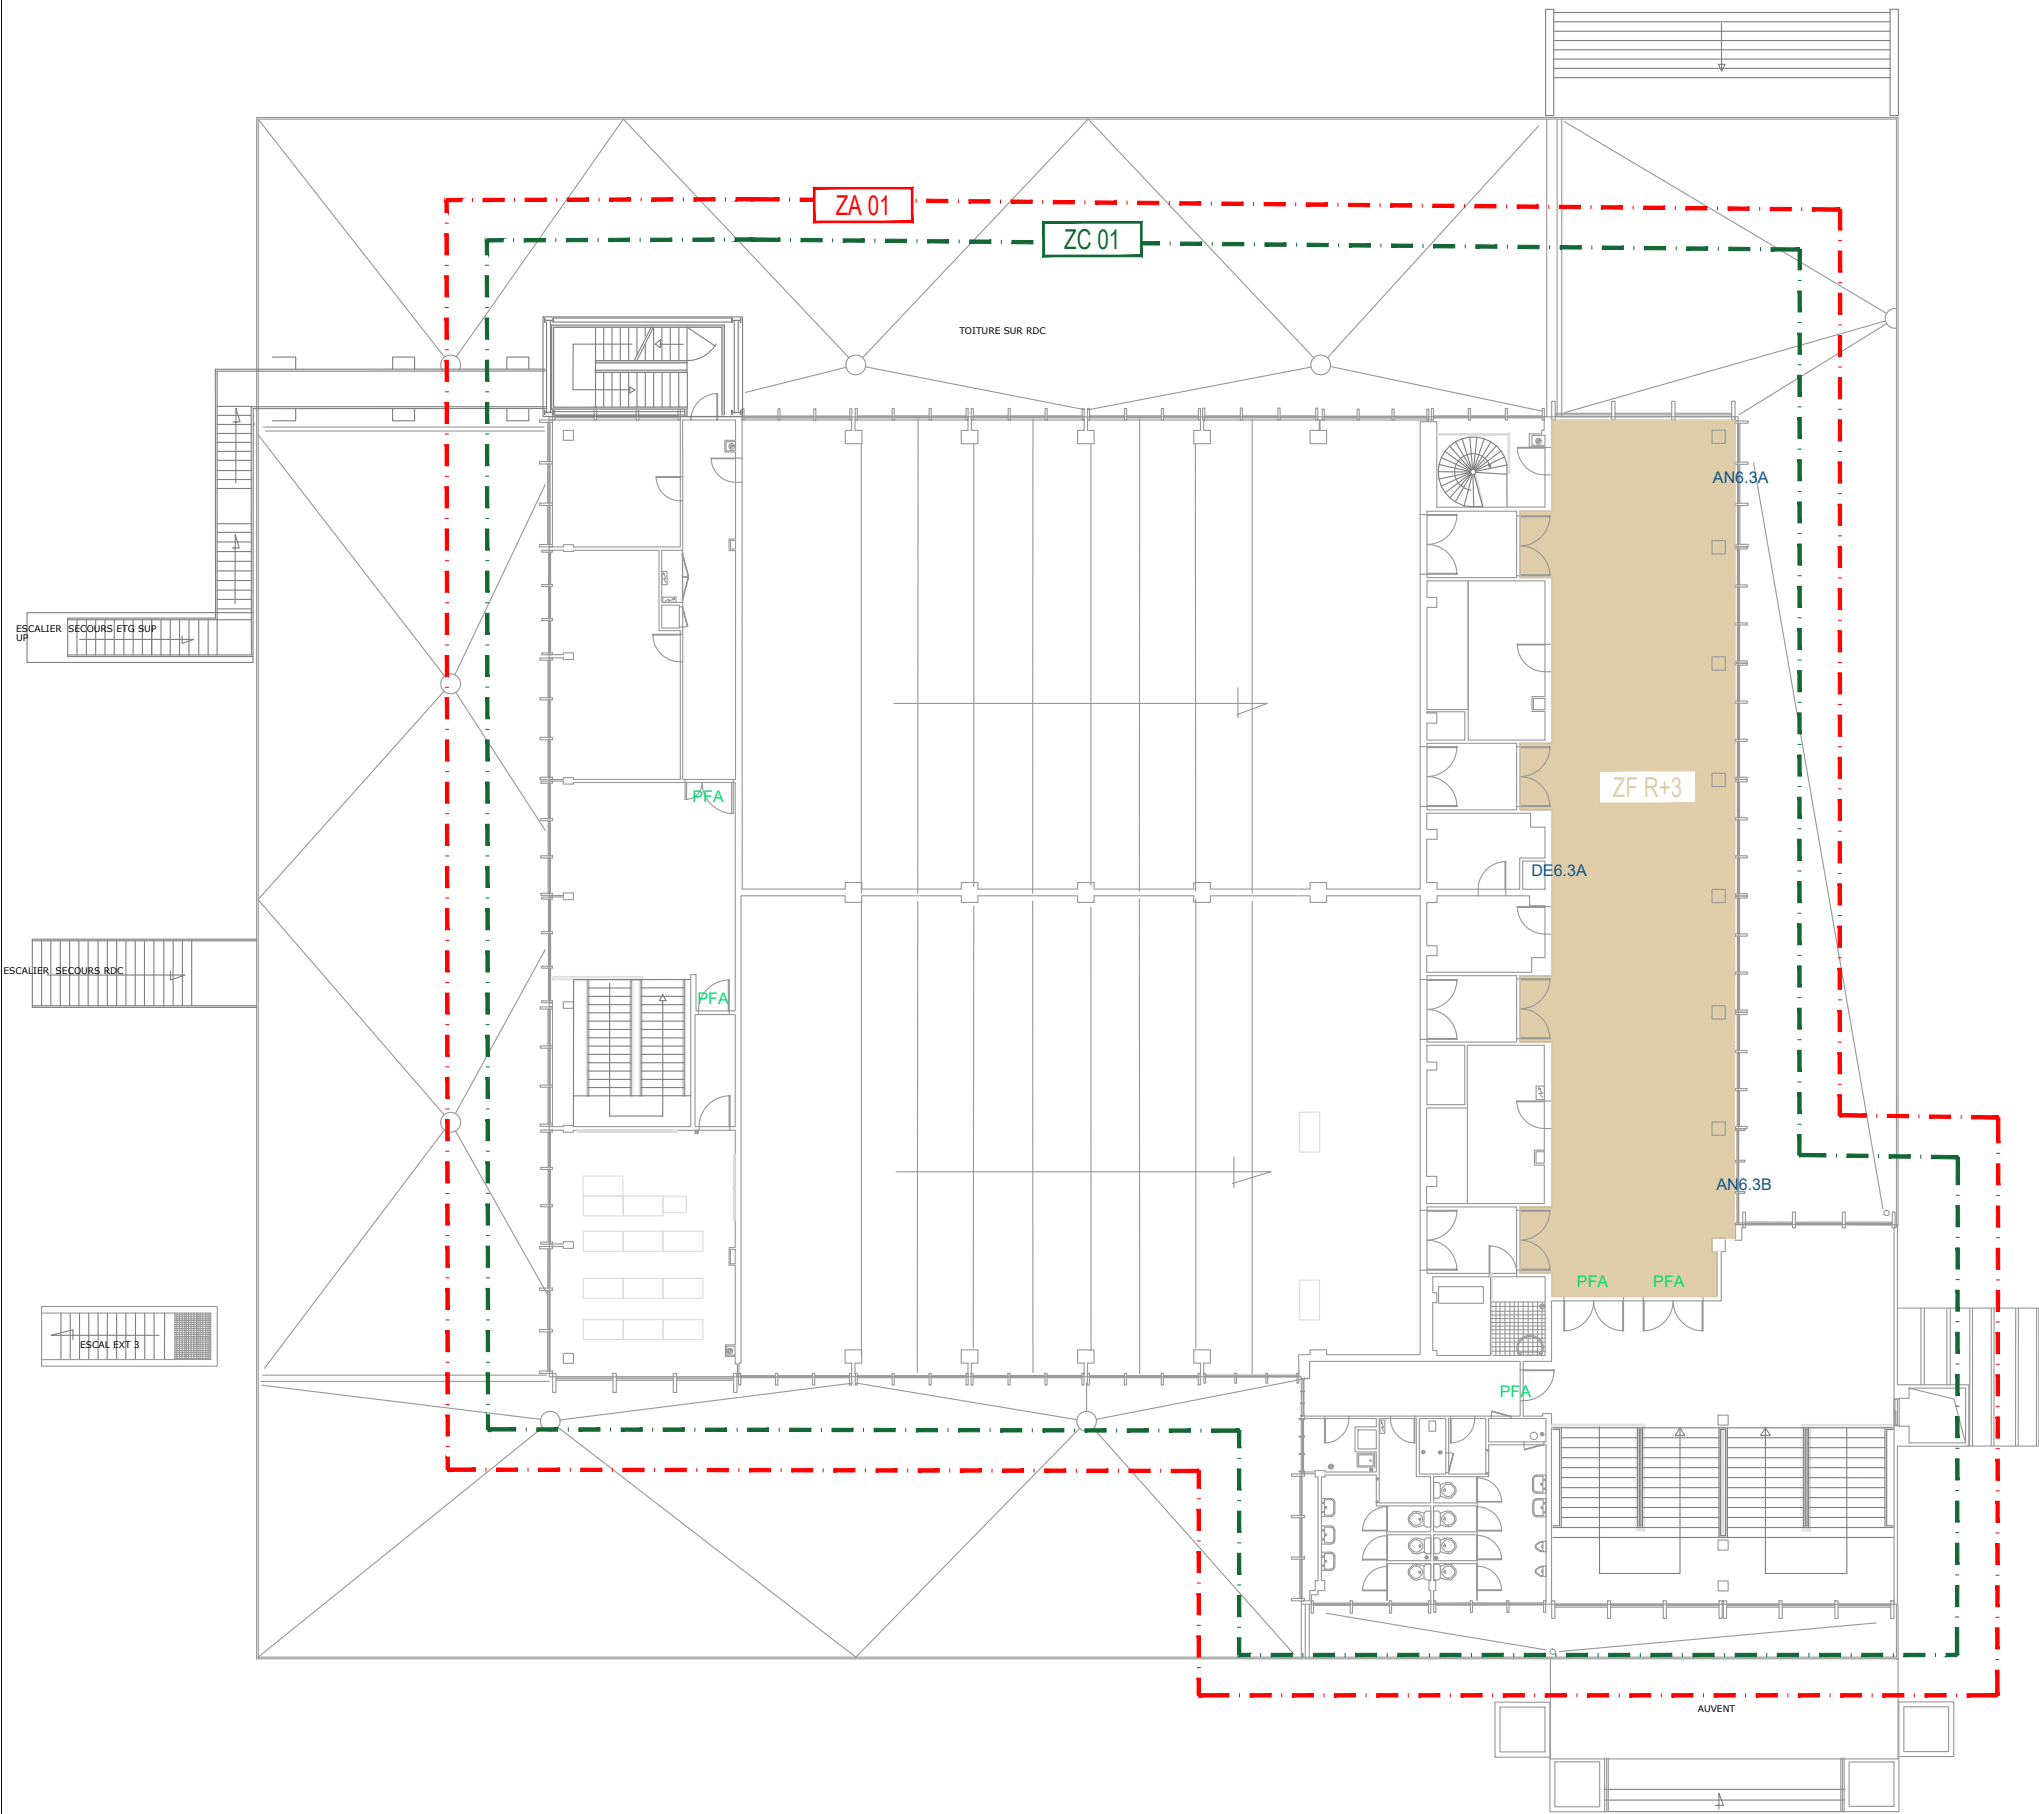 ZA 01
ZC 01
TOITURE SUR RDC
AN6.3A
ESCALIER SECOURS ETG SUP
UP
ZF R+3
PFA
DE6.3A
ESCALIER SECOURS RDC
PFA
AN6.3B
PFA PFA
ESCAL EXT 3
PFA
AUVENT